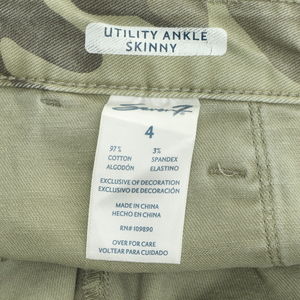 UTILITY ANKLE
SKINNY
4
97% 3%
COTTON SPANDEX
ALGODÓN ELASTINO
EXCLUSIVE OF DECORATION
EXCLUSIVO DE DECORACIÓN
MADE IN CHINA
HECHO EN CHINA
RN# 109890
OVER FOR CARE
VOLTEAR PARA CUIDADO